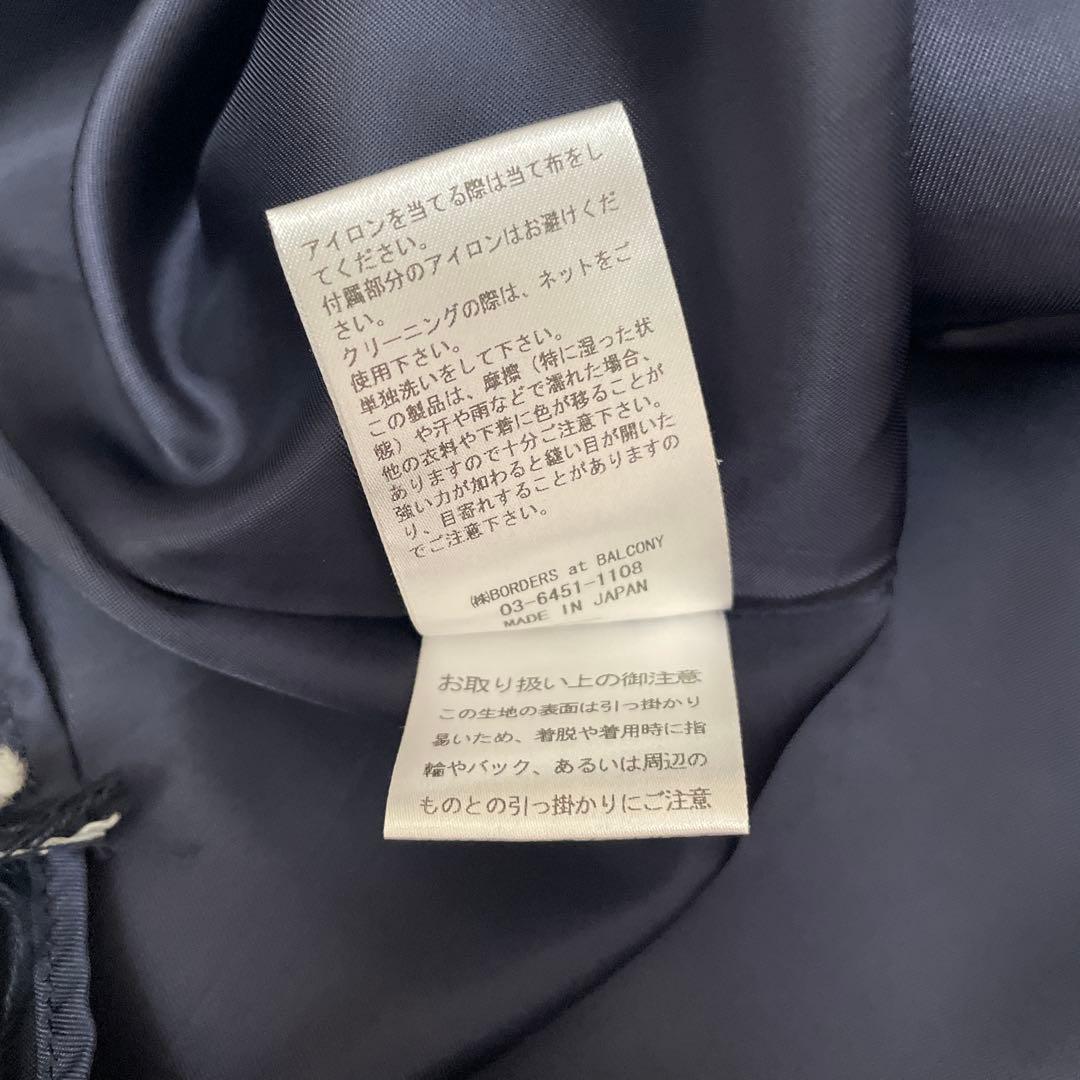 アイロンを当てる際は当て布をし
てください。
付属部分のアイロンはお避けくだ
さい。
クリーニングの際は、ネットをご
使用下さい。
単独洗いをして下さい。
この製品は、摩擦（特に湿った状
態）や汗や雨などで濡れた場合、
他の衣料や下着に色が移ることが
ありますので十分ご注意下さい。
強い力が加わると縫い目が開いた
り、目寄れすることがありますの
でご注意下さい。
㈱BORDERS at BALCONY
03-6451-1108
MADE IN JAPAN
お取り扱い上の御注意
この生地の表面は引っ掛かり
易いため、着脱や着用時に指
輪やバック、あるいは周辺の
ものとの引っ掛かりにご注意